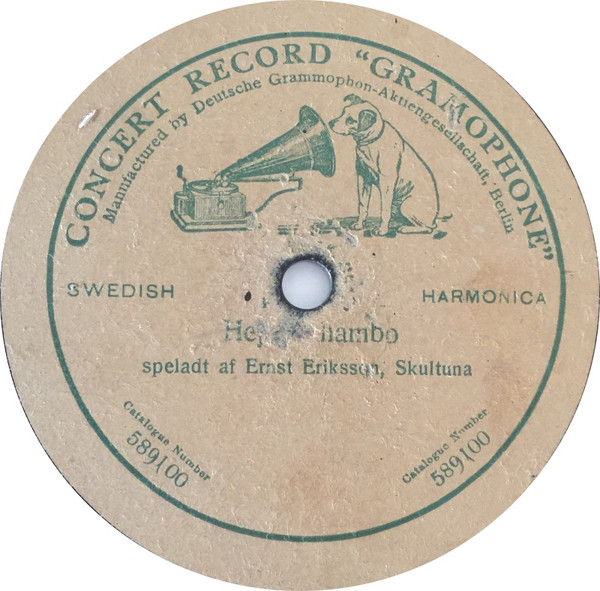 CONCERT RECORD "GRAMOPHONE"
Manufactured by Deutsche Grammophon-Aktiengesellschaft, Berlin
SWEDISH HARMONICA
speladt af Ernst Eriksson, Skultuna
Catalogue Number
589100
Catalogue Number
589100